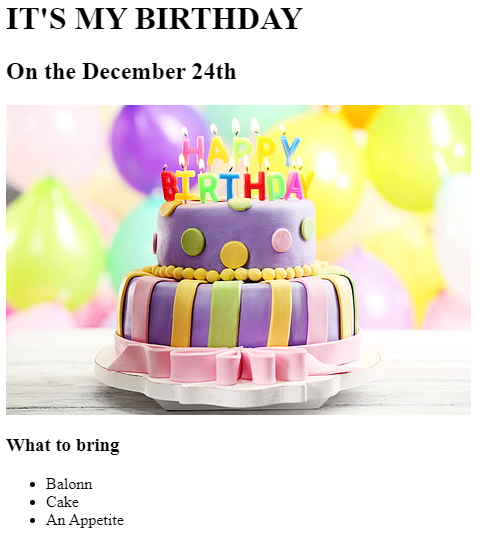 IT'S MY BIRTHDAY
On the December 24th
HAPPY
BIRTHDAY
What to bring
Balonn
Cake
An Appetite